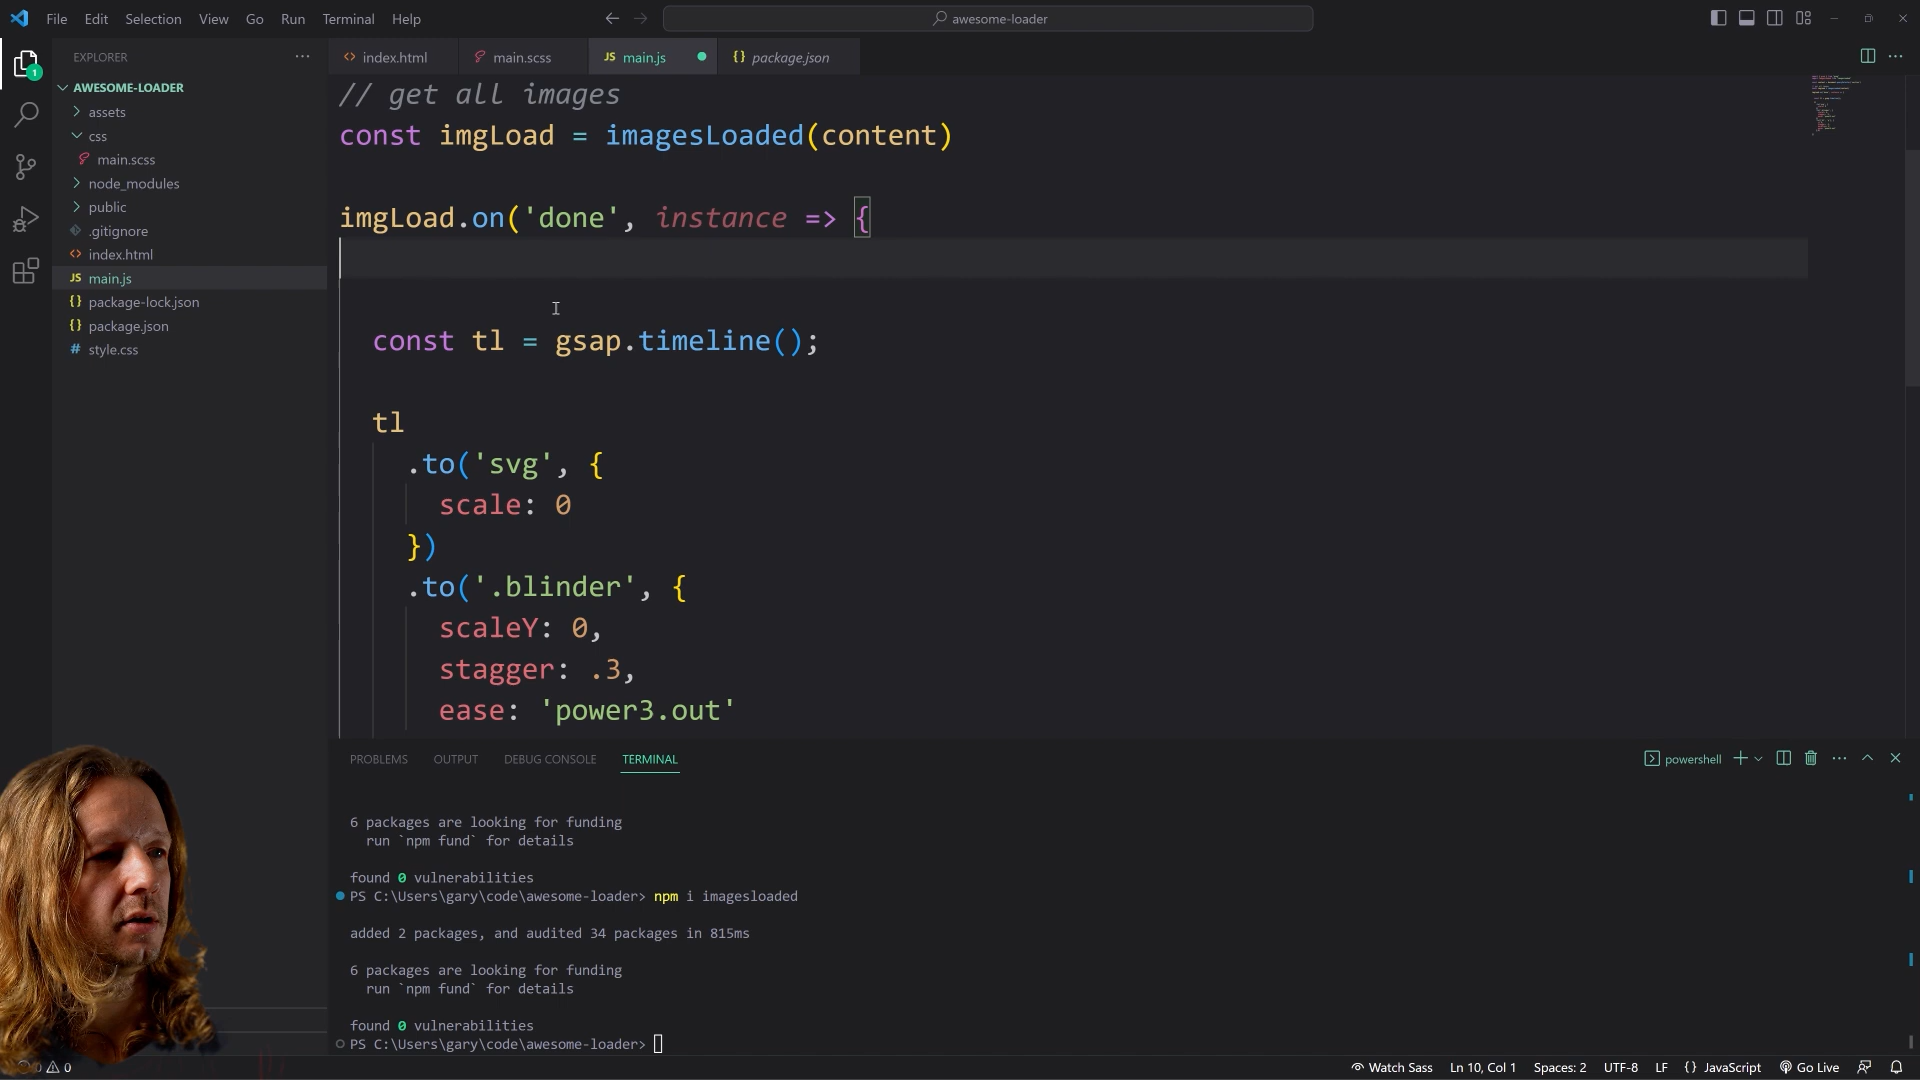 File Edit Selection View Go Run Terminal Help
awesome-loader
EXPLORER
index.html
main.scss
JS main.js
{} package.json
AWESOME-LOADER
assets
css
main.scss
node_modules
public
.gitignore
<> index.html
JS main.js
{} package-lock.json
{} package.json
# style.css
// get all images
const imgLoad = imagesLoaded(content)
imgLoad.on('done', instance => {
const tl = gsap.timeline();
tl
.to('svg', {
scale: 0
})
.to('.blinder', {
scaleY: 0,
stagger: .3,
ease: 'power3.out'
PROBLEMS OUTPUT DEBUG CONSOLE TERMINAL
powershell
6 packages are looking for funding
run `npm fund` for details
found 0 vulnerabilities
PS C:\Users\gary\code\awesome-loader> npm i imagesloaded
added 2 packages, and audited 34 packages in 815ms
6 packages are looking for funding
run `npm fund` for details
found 0 vulnerabilities
PS C:\Users\gary\code\awesome-loader>
0
Watch Sass Ln 10, Col 1 Spaces: 2 UTF-8 LF {} JavaScript Go Live
1